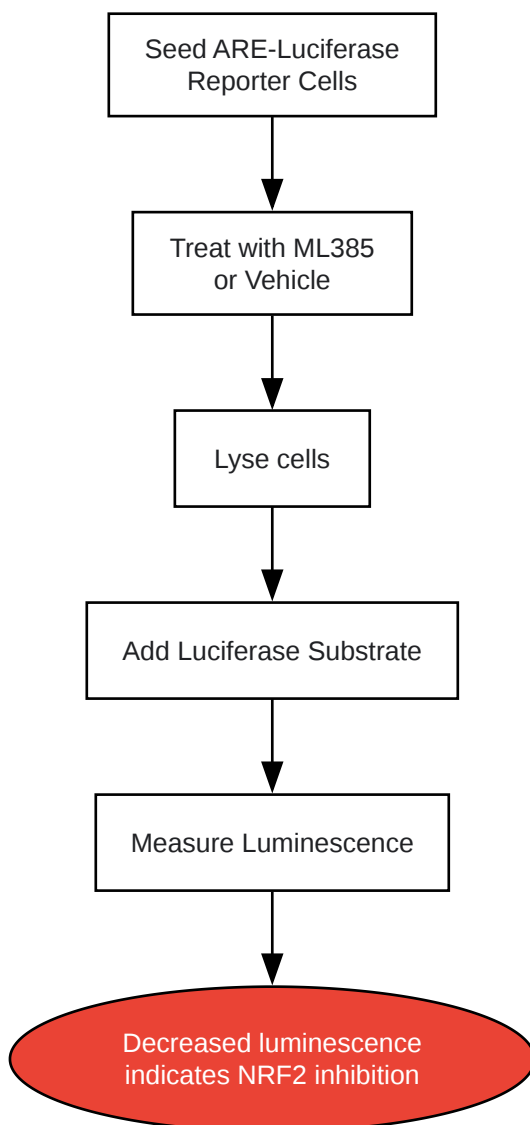 Seed ARE-Luciferase
Reporter Cells
Treat with ML385
or Vehicle
Lyse cells
Add Luciferase Substrate
Measure Luminescence
Decreased luminescence
indicates NRF2 inhibition